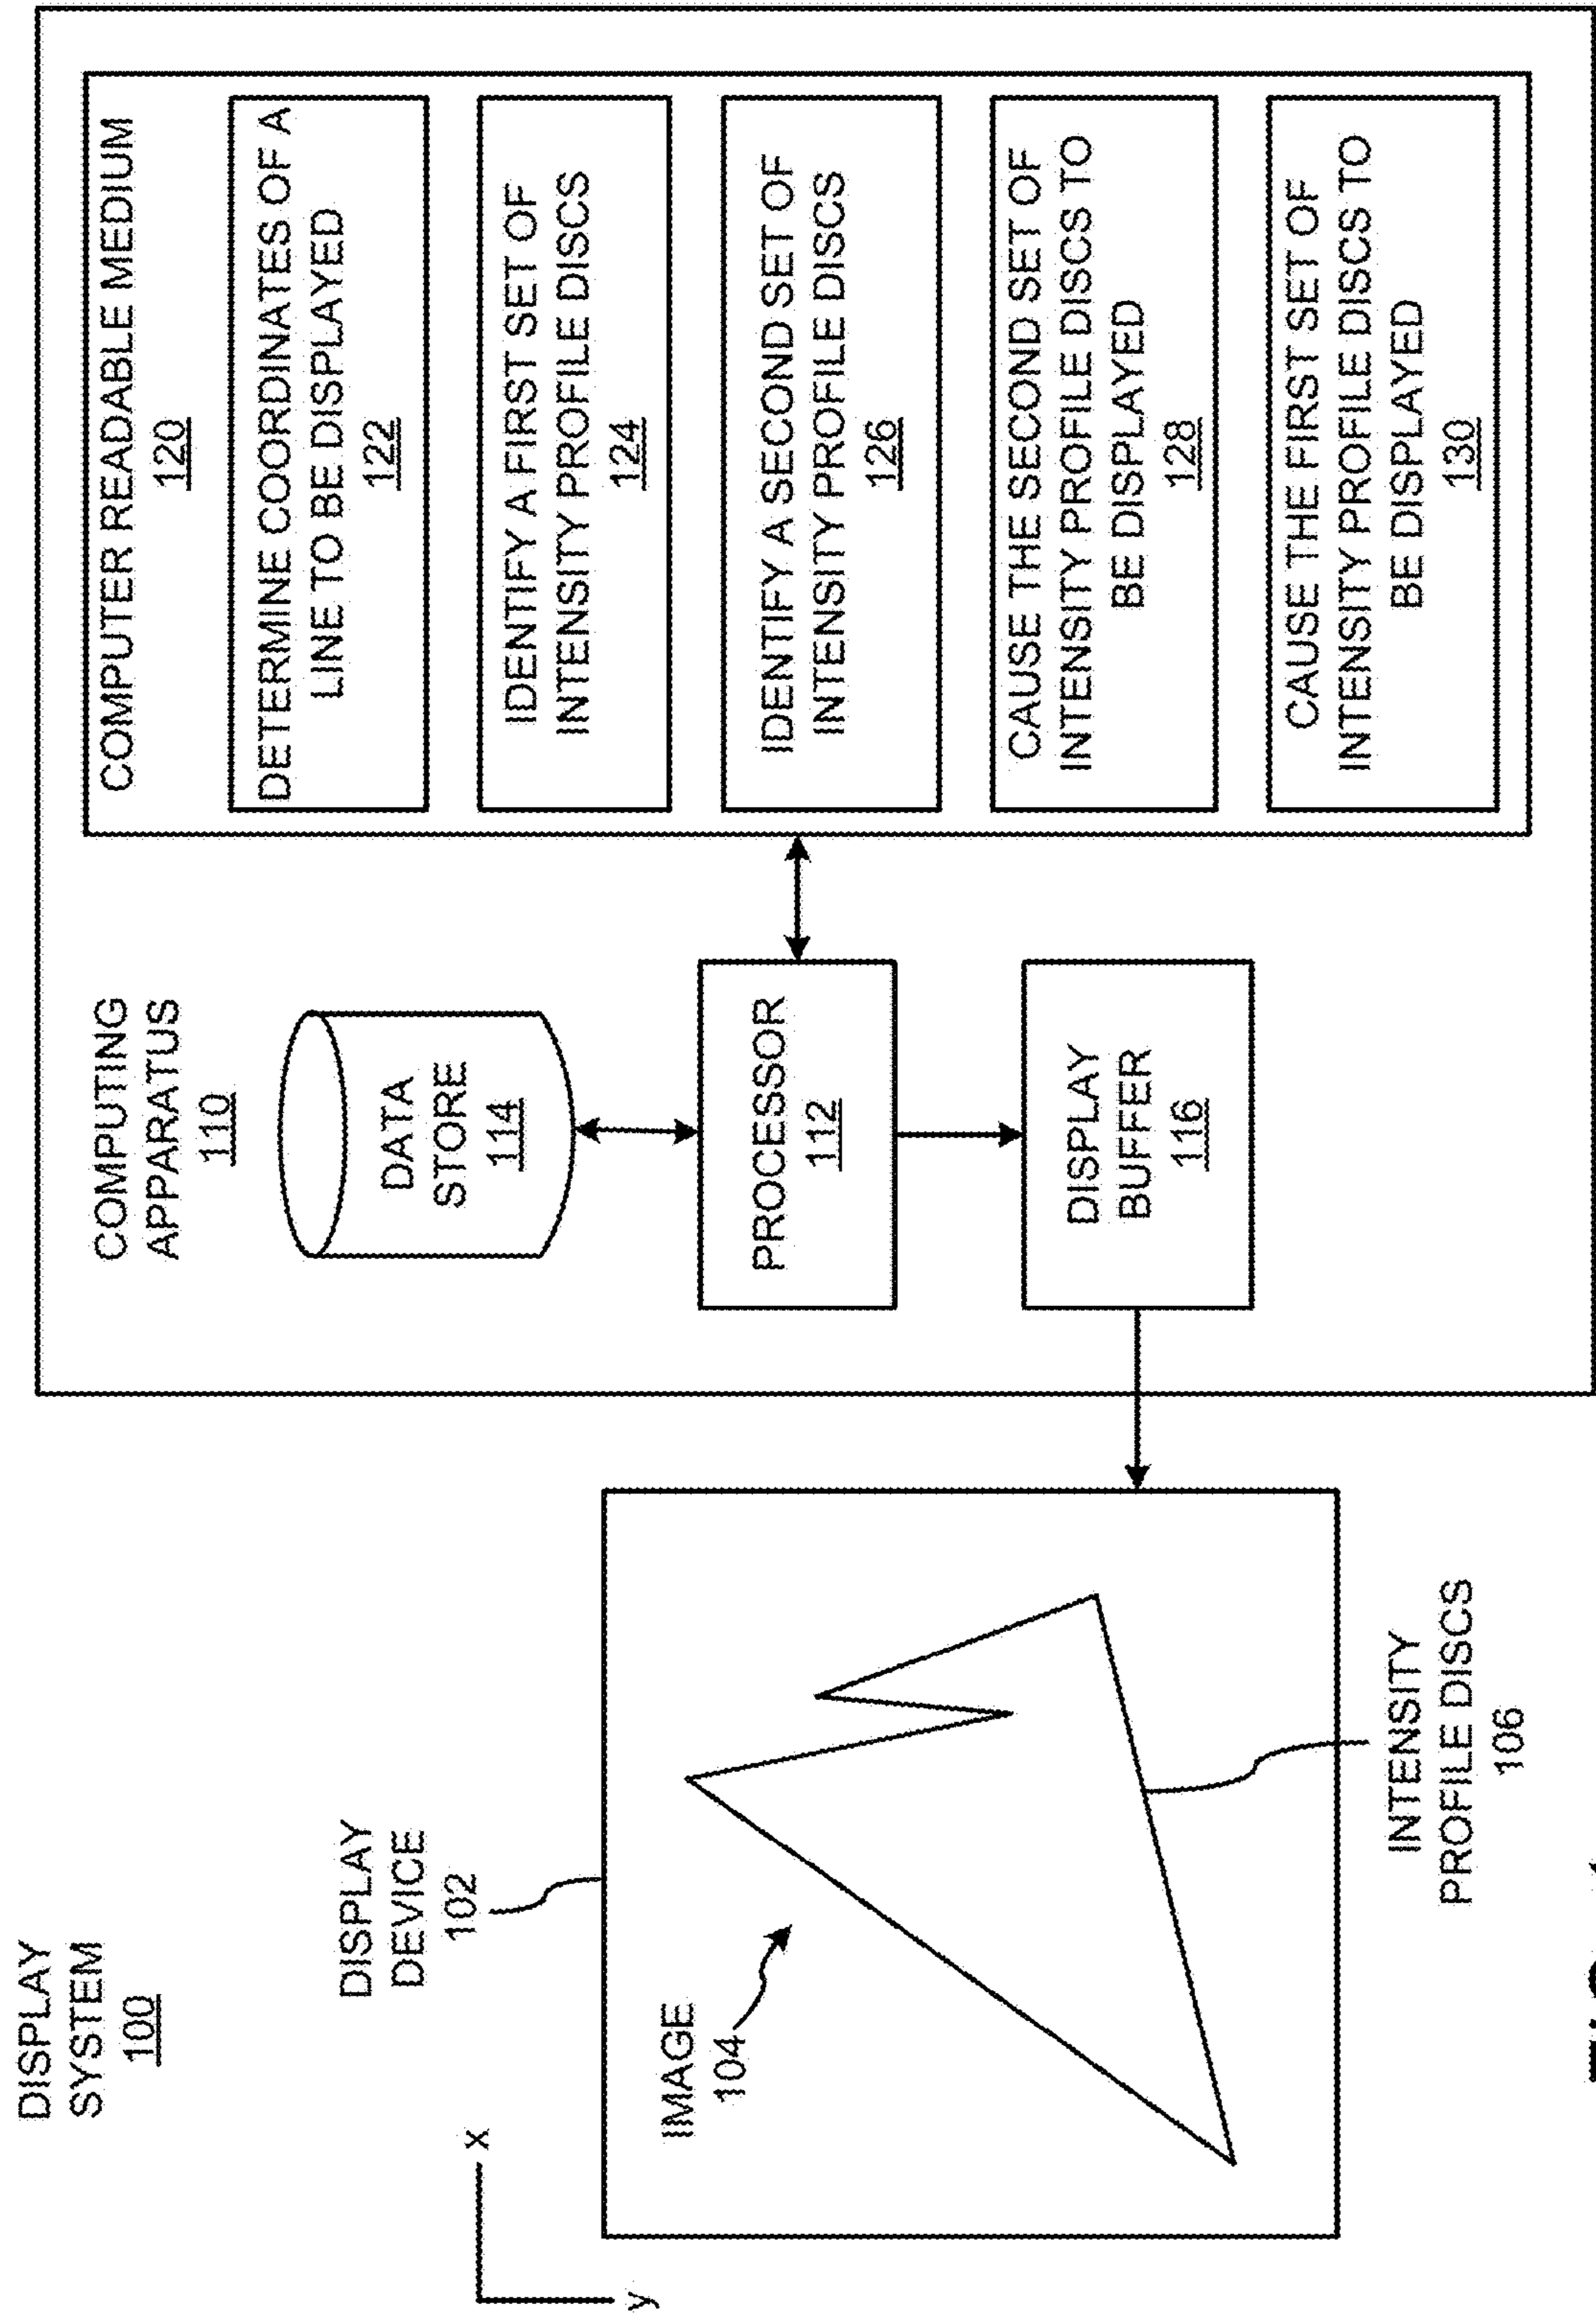 DISPLAY
SYSTEM
100
x
y
DISPLAY
DEVICE
102
IMAGE
104
INTENSITY
PROFILE DISCS
106
COMPUTING
APPARATUS
110
DATA
STORE
114
PROCESSOR
112
DISPLAY
BUFFER
116
COMPUTER READABLE MEDIUM
120
DETERMINE COORDINATES OF A
LINE TO BE DISPLAYED
122
IDENTIFY A FIRST SET OF
INTENSITY PROFILE DISCS
124
IDENTIFY A SECOND SET OF
INTENSITY PROFILE DISCS
126
CAUSE THE SECOND SET OF
INTENSITY PROFILE DISCS TO
BE DISPLAYED
128
CAUSE THE FIRST SET OF
INTENSITY PROFILE DISCS TO
BE DISPLAYED
130